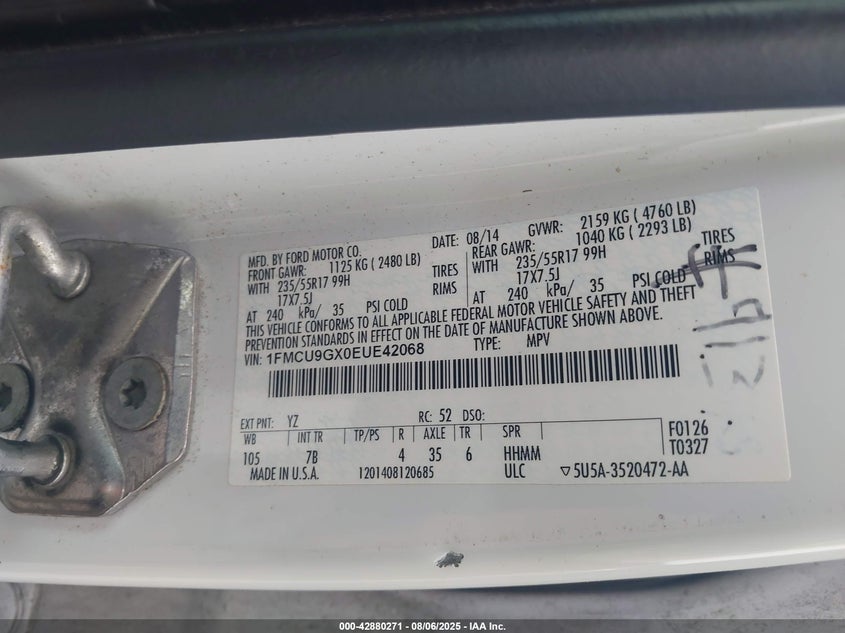 MFD. BY FORD MOTOR CO. DATE: 08/14 GVWR: 2159 KG ( 4760 LB)
FRONT GAWR: 1125 KG ( 2480 LB) REAR GAWR: 1040 KG ( 2293 LB)
WITH 235/55R17 99H TIRES WITH 235/55R17 99H TIRES
17X7.5J RIMS 17X7.5J RIMS
AT 240 kPa/ 35 PSI COLD AT 240 kPa/ 35 PSI COLD
THIS VEHICLE CONFORMS TO ALL APPLICABLE FEDERAL MOTOR VEHICLE SAFETY AND THEFT
PREVENTION STANDARDS IN EFFECT ON THE DATE OF MANUFACTURE SHOWN ABOVE.
VIN: 1FMCU9GX0EUE42068 TYPE: MPV
EXT PNT: YZ RC: 52 DSO:
WB INT TR TP/PS R AXLE TR SPR
105 7B 4 35 6 HHMM
F0126
T0327
MADE IN U.S.A. 1201408120685 ULC ▽5U5A-3520472-AA
000-42880271 - 08/06/2025 - IAA Inc.